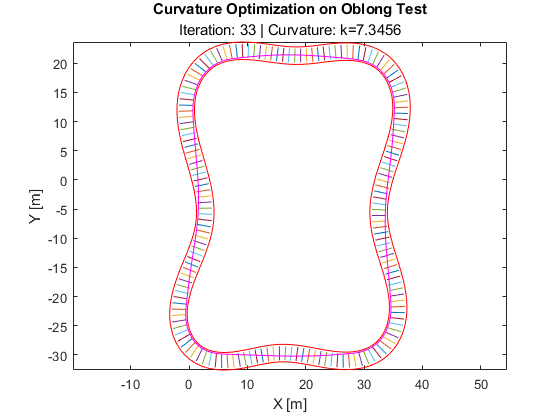 Curvature Optimization on Oblong Test
Iteration: 33 | Curvature: k=7.3456
20
15
10
5
0
-5
-10
-15
-20
-25
-30
Y [m]
-10 0 10 20 30 40 50
X [m]